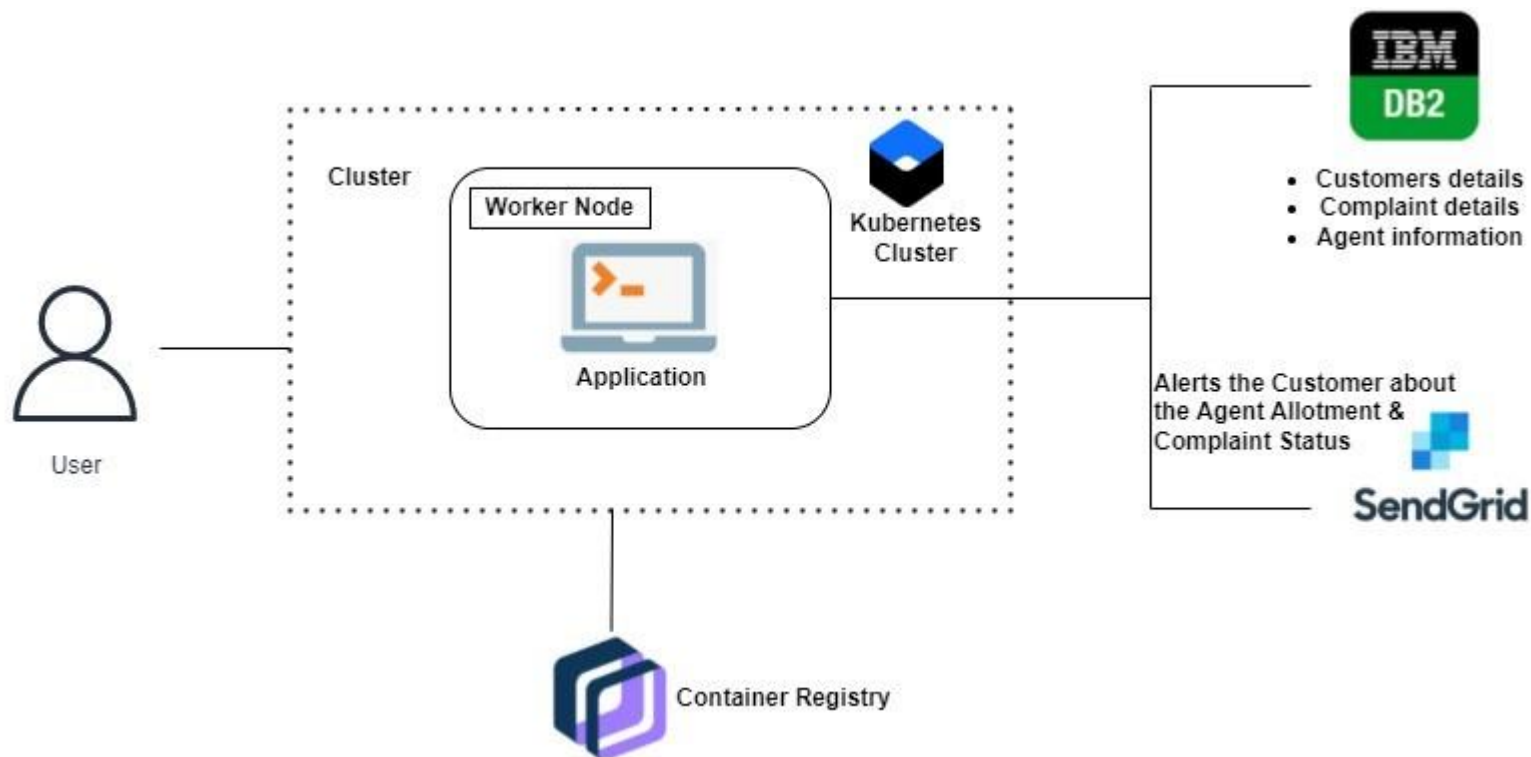 IBM
DB2
• Customers details
• Complaint details
• Agent information
Cluster
Worker Node
Kubernetes
Cluster
Application
User
Alerts the Customer about
the Agent Allotment &
Complaint Status
SendGrid
Container Registry